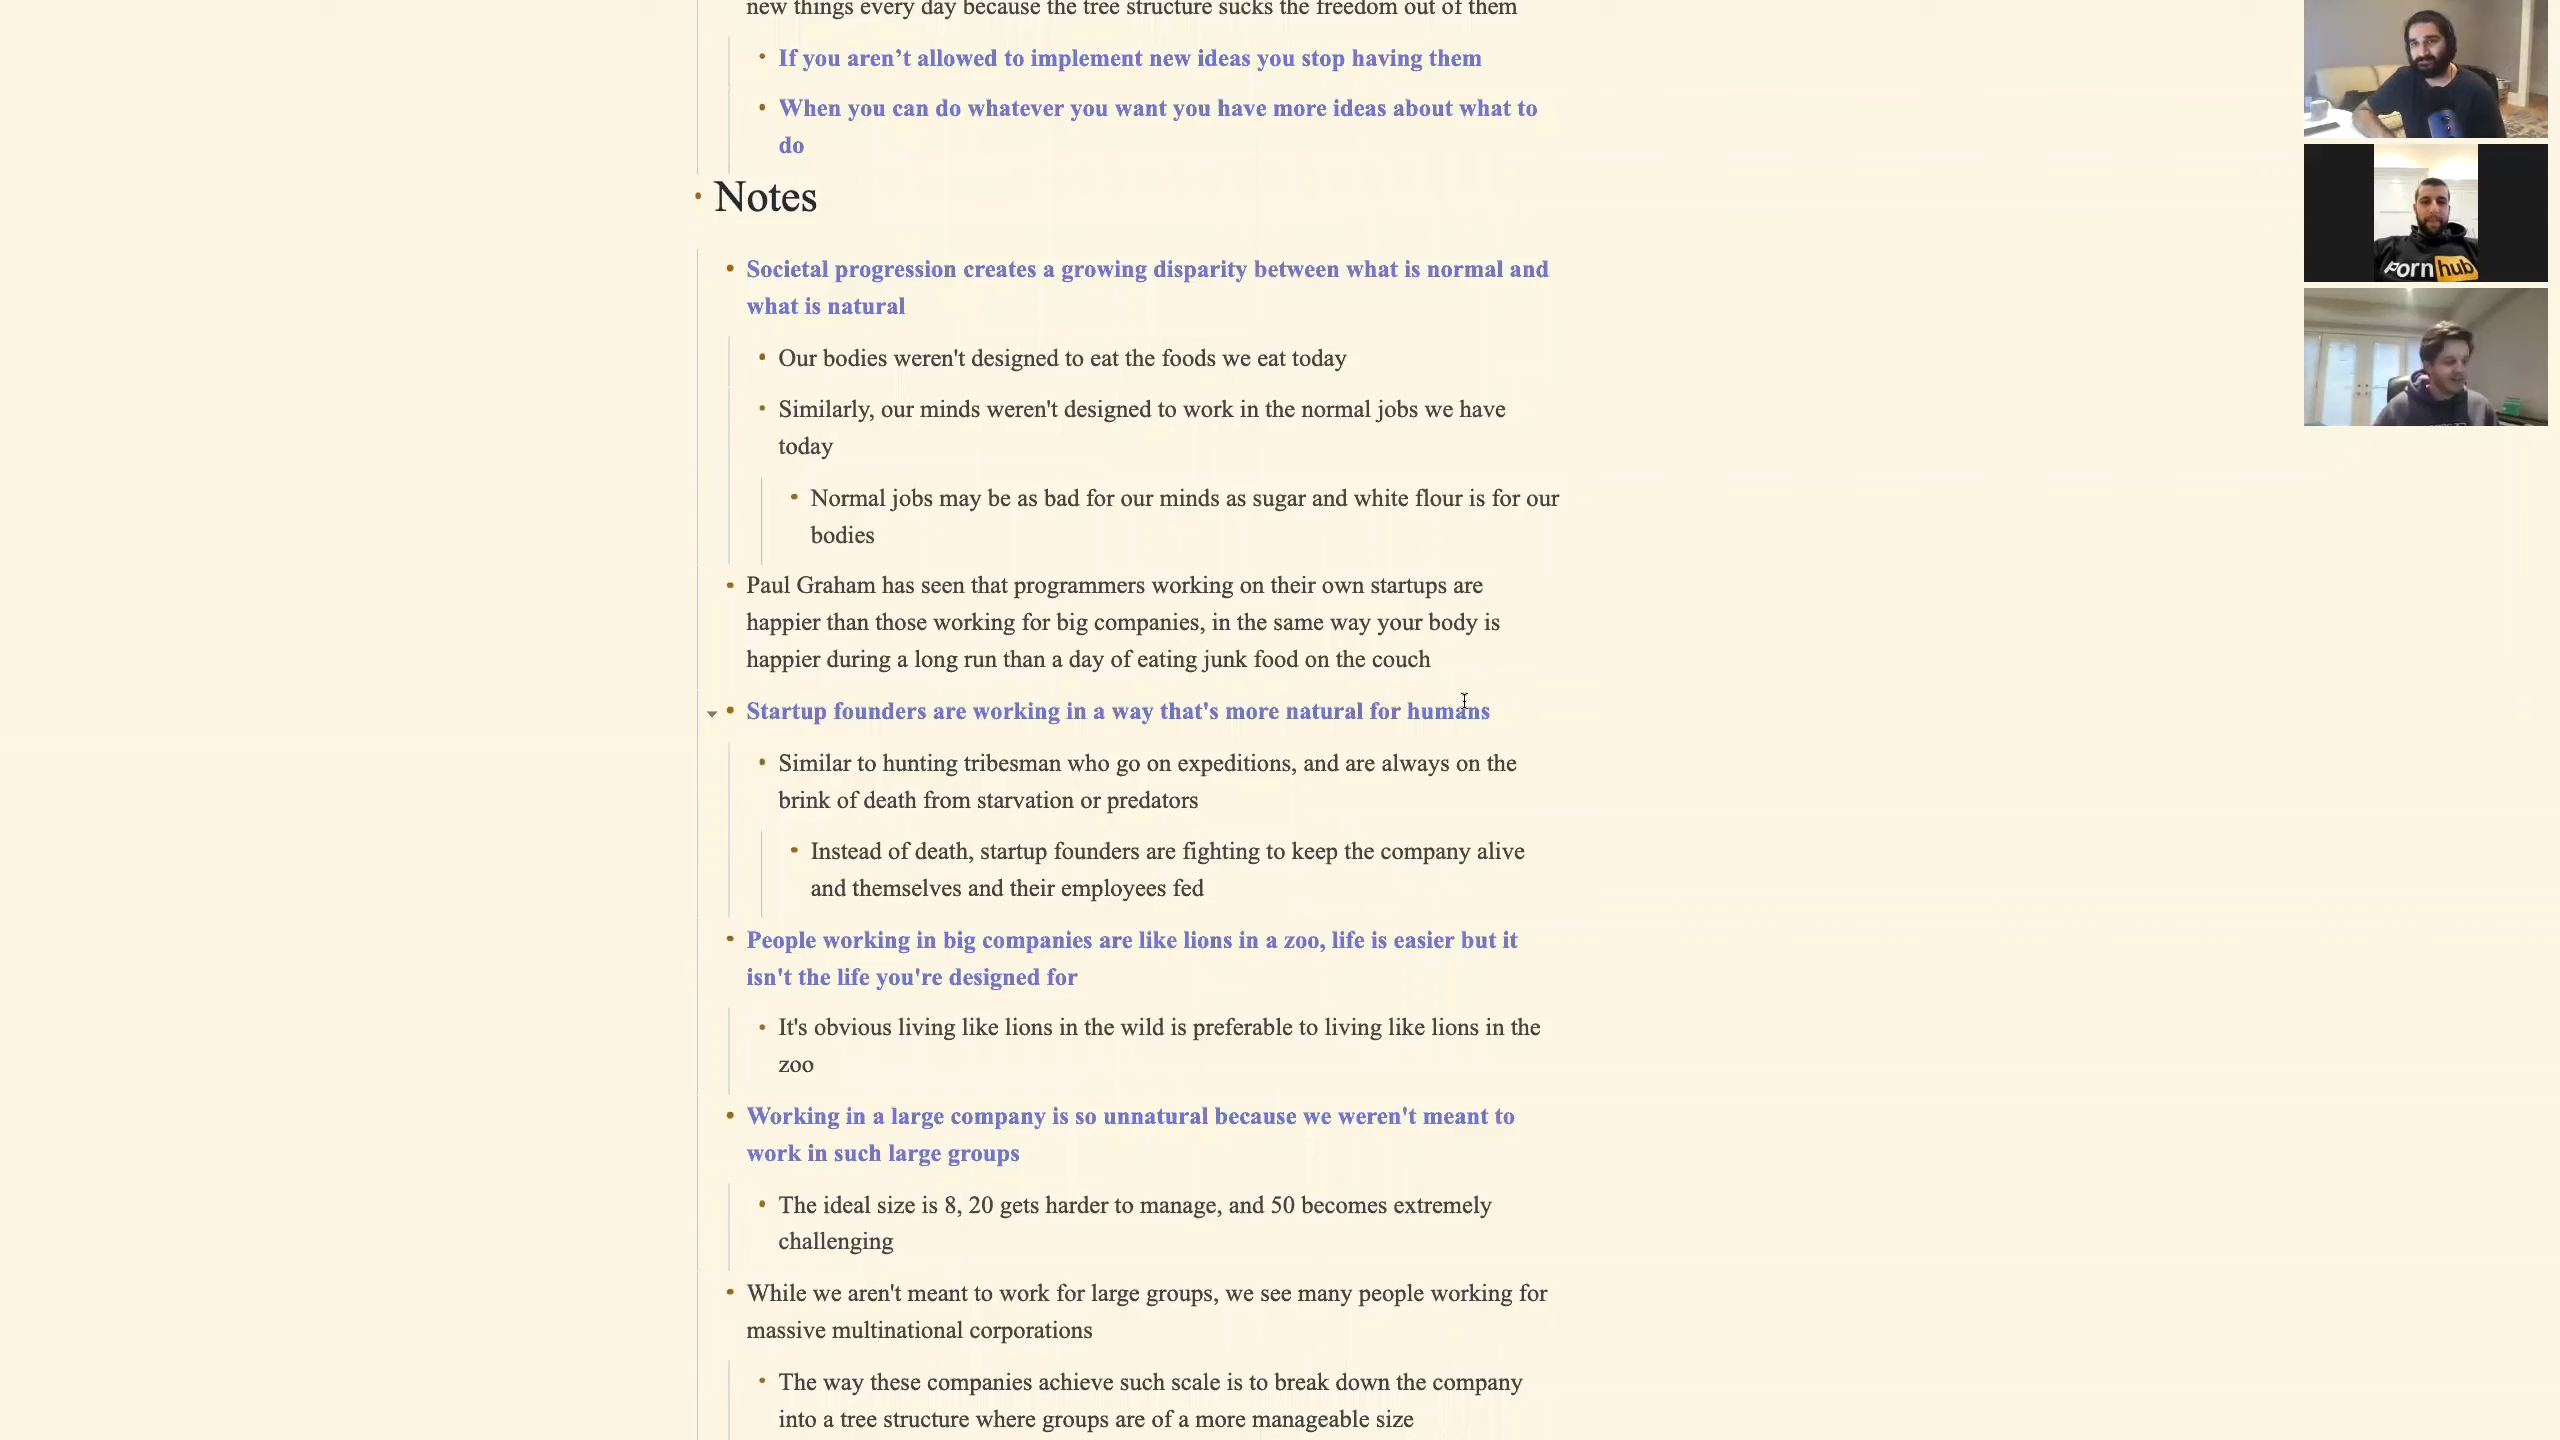 new things every day because the tree structure sucks the freedom out of them
• If you aren’t allowed to implement new ideas you stop having them
• When you can do whatever you want you have more ideas about what to
do
• Notes
• Societal progression creates a growing disparity between what is normal and
what is natural
• Our bodies weren't designed to eat the foods we eat today
• Similarly, our minds weren't designed to work in the normal jobs we have
today
• Normal jobs may be as bad for our minds as sugar and white flour is for our
bodies
• Paul Graham has seen that programmers working on their own startups are
happier than those working for big companies, in the same way your body is
happier during a long run than a day of eating junk food on the couch
• Startup founders are working in a way that's more natural for humans
• Similar to hunting tribesman who go on expeditions, and are always on the
brink of death from starvation or predators
• Instead of death, startup founders are fighting to keep the company alive
and themselves and their employees fed
• People working in big companies are like lions in a zoo, life is easier but it
isn't the life you're designed for
• It's obvious living like lions in the wild is preferable to living like lions in the
zoo
• Working in a large company is so unnatural because we weren't meant to
work in such large groups
• The ideal size is 8, 20 gets harder to manage, and 50 becomes extremely
challenging
• While we aren't meant to work for large groups, we see many people working for
massive multinational corporations
• The way these companies achieve such scale is to break down the company
into a tree structure where groups are of a more manageable size
Porn hub